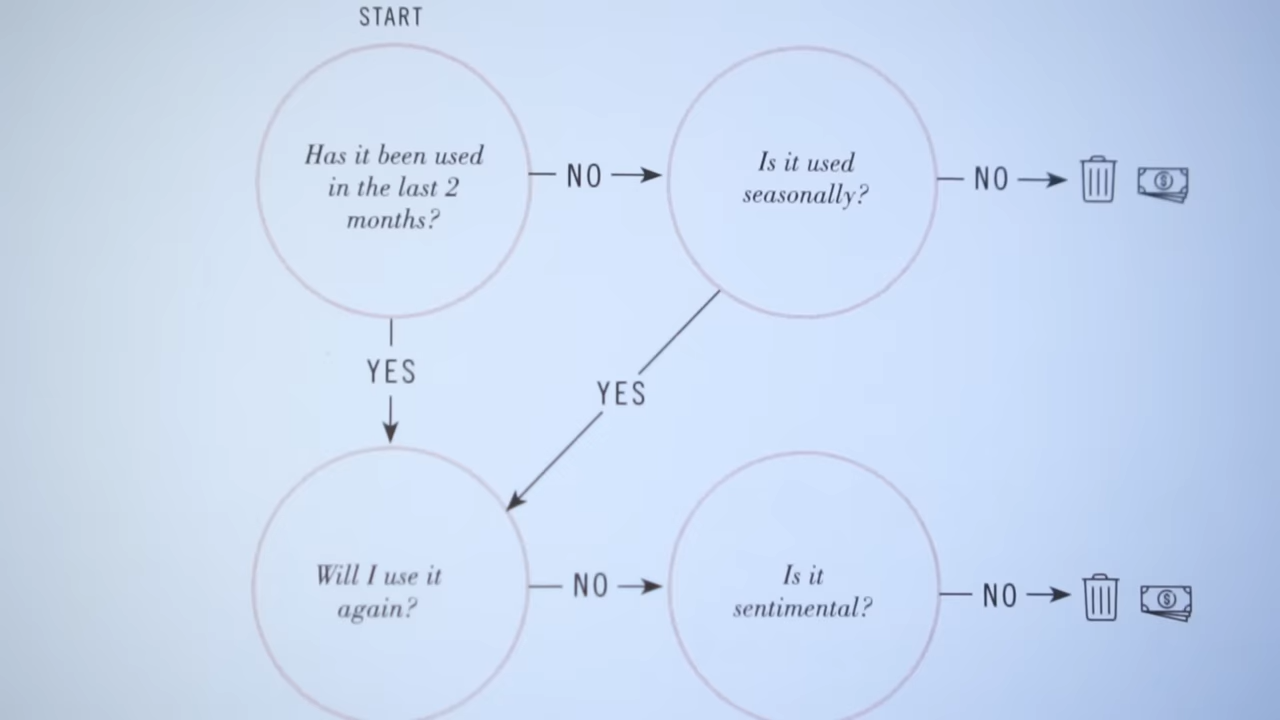 START
Has it been used
in the last 2
months?
NO
Is it used
seasonally?
NO
$
YES
YES
Will I use it
again?
NO
Is it
sentimental?
NO
$